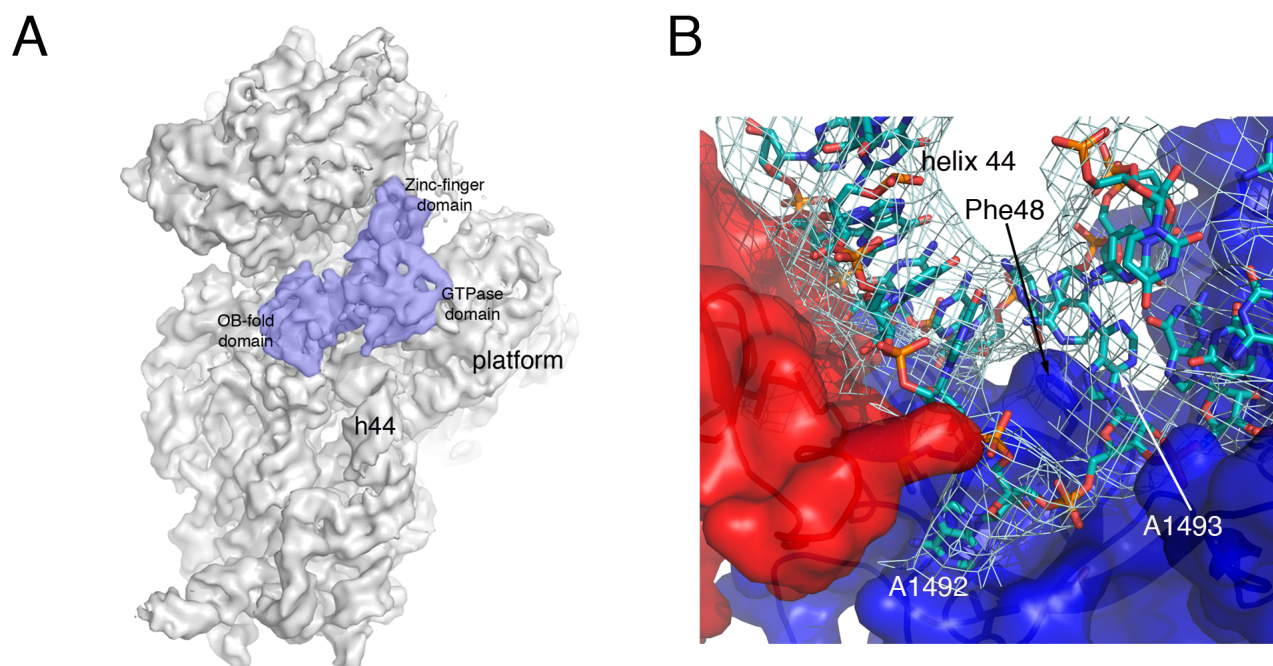 A
Zinc-finger
domain
GTPase
domain
OB-fold
domain
platform
h44
B
helix 44
Phe48
A1493
A1492